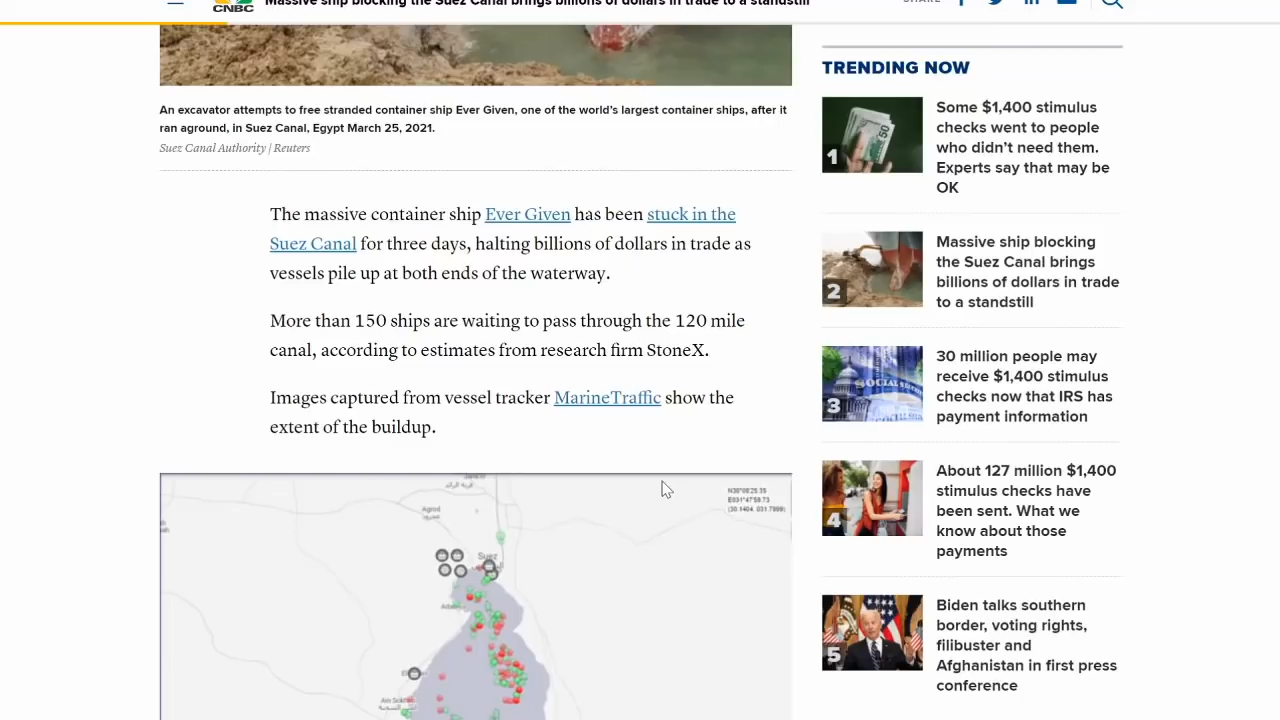 CNBC
Massive ship blocking the Suez Canal brings billions of dollars in trade to a standstill
SHARE
An excavator attempts to free stranded container ship Ever Given, one of the world's largest container ships, after it
ran aground, in Suez Canal, Egypt March 25, 2021.
Suez Canal Authority | Reuters
The massive container ship Ever Given has been stuck in the
Suez Canal for three days, halting billions of dollars in trade as
vessels pile up at both ends of the waterway.
More than 150 ships are waiting to pass through the 120 mile
canal, according to estimates from research firm StoneX.
Images captured from vessel tracker MarineTraffic show the
extent of the buildup.
Agrod
عجرود
Suez
TRENDING NOW
1
Some $1,400 stimulus
checks went to people
who didn't need them.
Experts say that may be
OK
2
Massive ship blocking
the Suez Canal brings
billions of dollars in trade
to a standstill
3
30 million people may
receive $1,400 stimulus
checks now that IRS has
payment information
4
About 127 million $1,400
stimulus checks have
been sent. What we
know about those
payments
5
Biden talks southern
border, voting rights,
filibuster and
Afghanistan in first press
conference